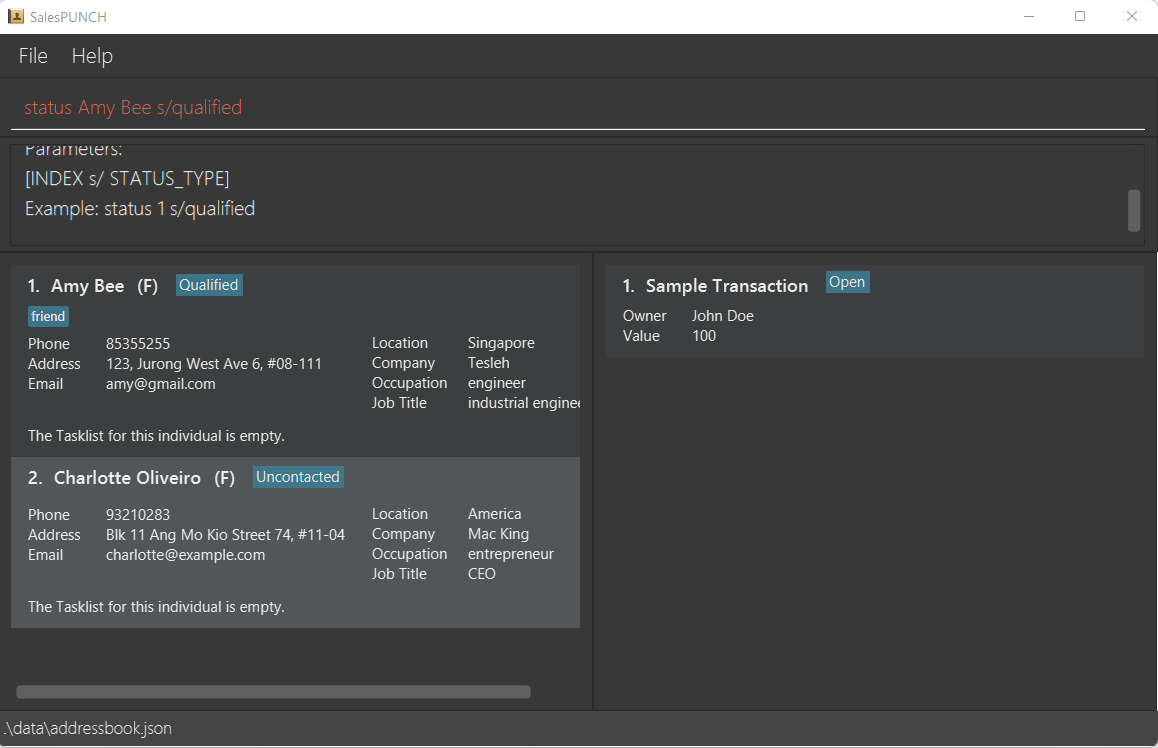 SalesPUNCH
File Help
status Amy Bee s/qualified
Parameters:
[INDEX s/ STATUS_TYPE]
Example: status 1 s/qualified
1. Amy Bee (F) Qualified
friend
Phone 85355255
Address 123, Jurong West Ave 6, #08-111
Email amy@gmail.com
Location Singapore
Company Tesleh
Occupation engineer
Job Title industrial enginee
The Tasklist for this individual is empty.
2. Charlotte Oliveiro (F) Uncontacted
Phone 93210283
Address Blk 11 Ang Mo Kio Street 74, #11-04
Email charlotte@example.com
Location America
Company Mac King
Occupation entrepreneur
Job Title CEO
The Tasklist for this individual is empty.
1. Sample Transaction Open
Owner John Doe
Value 100
.\data\addressbook.json